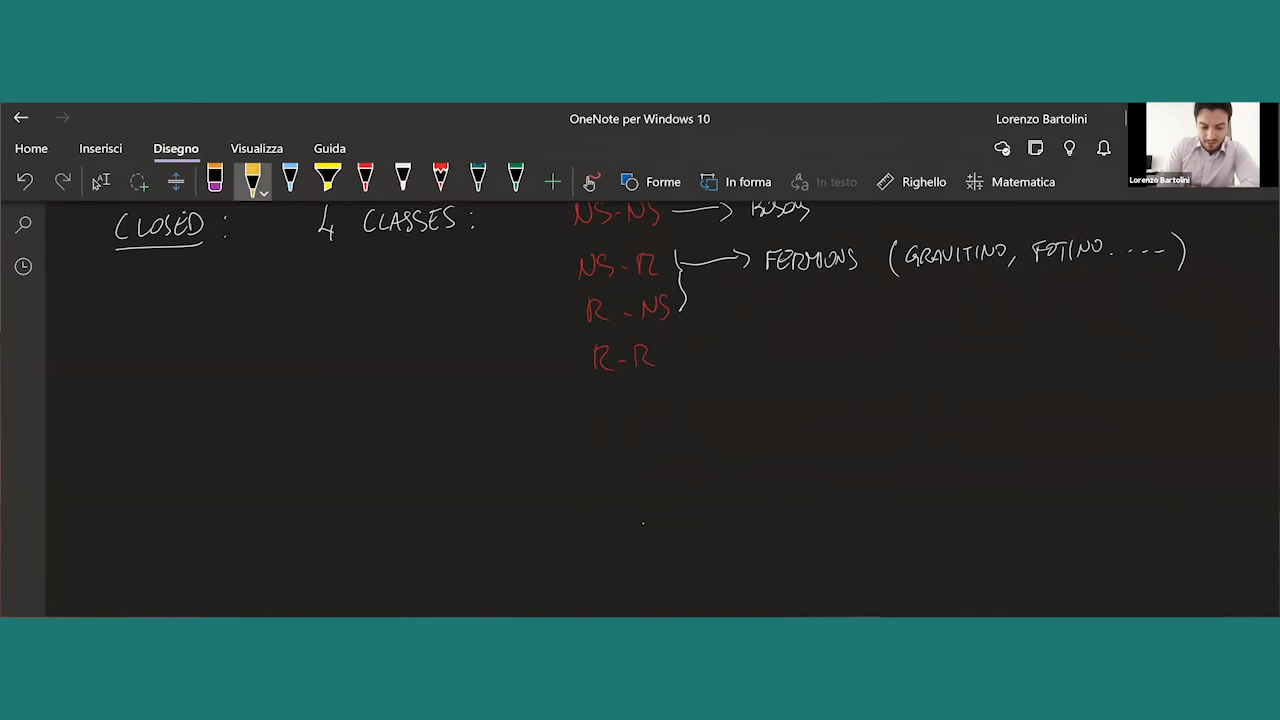 OneNote per Windows 10
Lorenzo Bartolini
Home Inserisci Disegno Visualizza Guida
Forme In forma In testo Righello Matematica
Lorenzo Bartolini
CLOSED : 4 CLASSES : NS-NS
NS-R → FERMIONS (GRAVITINO, FOTINO. ----)
R-NS
R-R